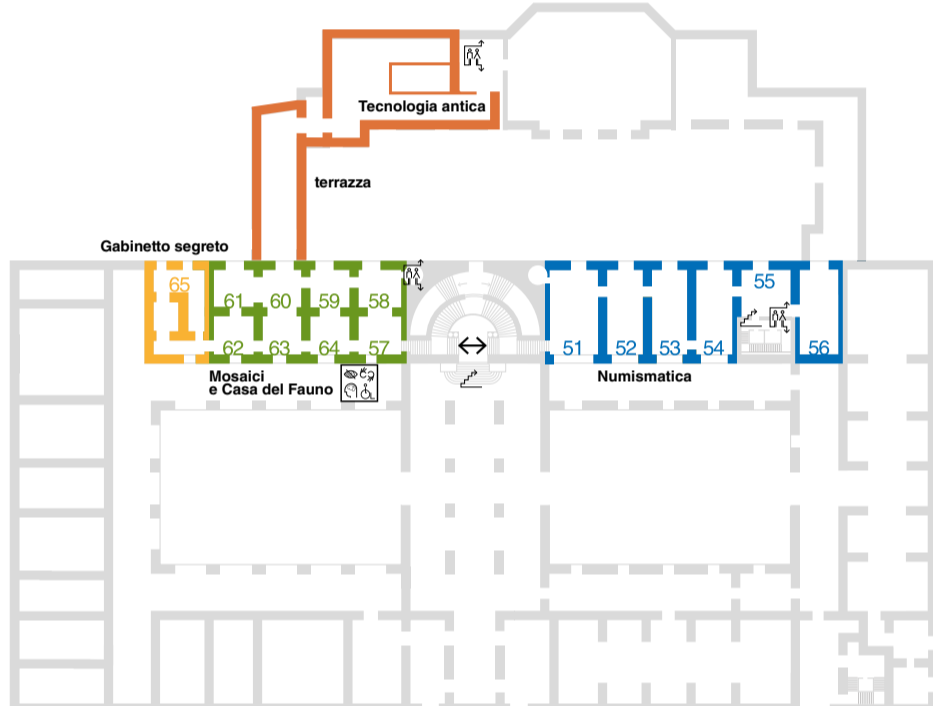 Tecnologia antica
terrazza
Gabinetto segreto
65
61
60
59
58
55
62
63
64
57
51
52
53
54
56
Mosaici
e Casa del Fauno
Numismatica